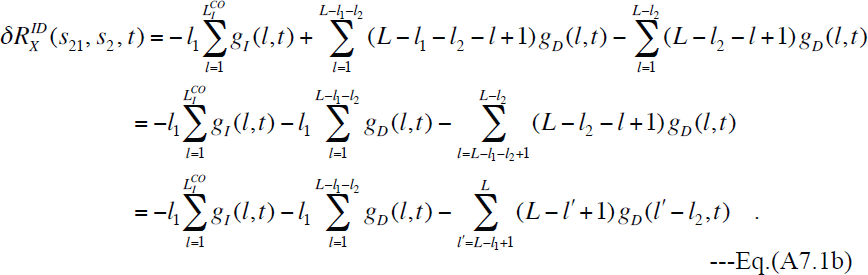 δR_X^{ID}(s_{21}, s_2, t) = −l_1 ∑_{l=1}^{L_I^{CO}} g_I(l,t) + ∑_{l=1}^{L−l_1−l_2} (L−l_1−l_2−l+1) g_D(l,t) − ∑_{l=1}^{L−l_2} (L−l_2−l+1) g_D(l,t)
= −l_1 ∑_{l=1}^{L_I^{CO}} g_I(l,t) − l_1 ∑_{l=1}^{L−l_1−l_2} g_D(l,t) − ∑_{l=L−l_1−l_2+1}^{L−l_2} (L−l_2−l+1) g_D(l,t)
= −l_1 ∑_{l=1}^{L_I^{CO}} g_I(l,t) − l_1 ∑_{l=1}^{L−l_1−l_2} g_D(l,t) − ∑_{l′=L−l_1+1}^{L} (L−l′+1) g_D(l′−l_2,t) .
---Eq.(A7.1b)